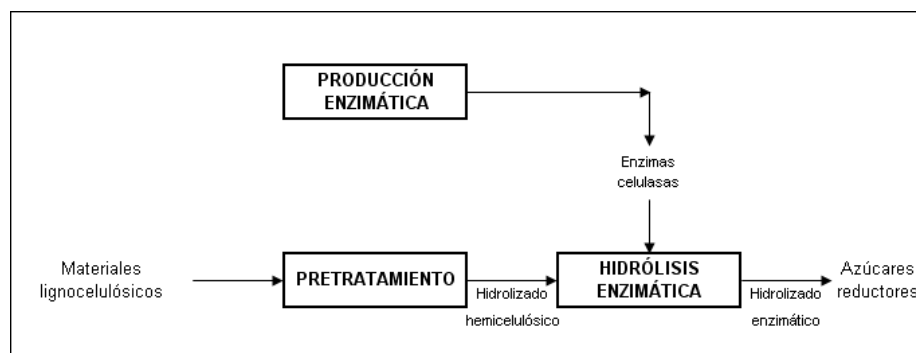 PRODUCCIÓN
ENZIMÁTICA
Enzimas
celulasas
Materiales
lignocelulósicos
PRETRATAMIENTO
Hidrolizado
hemicelulósico
HIDRÓLISIS
ENZIMÁTICA
Hidrolizado
enzimático
Azúcares
reductores